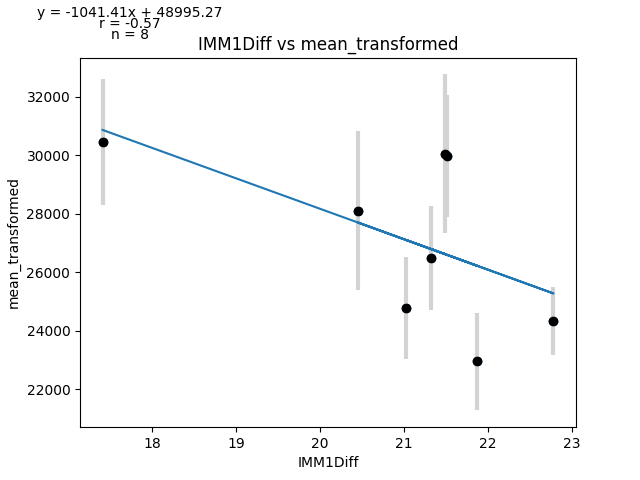 y = -1041.41x + 48995.27
r = -0.57
n = 8
IMM1Diff vs mean_transformed
mean_transformed
32000
30000
28000
26000
24000
22000
18 19 20 21 22 23
IMM1Diff